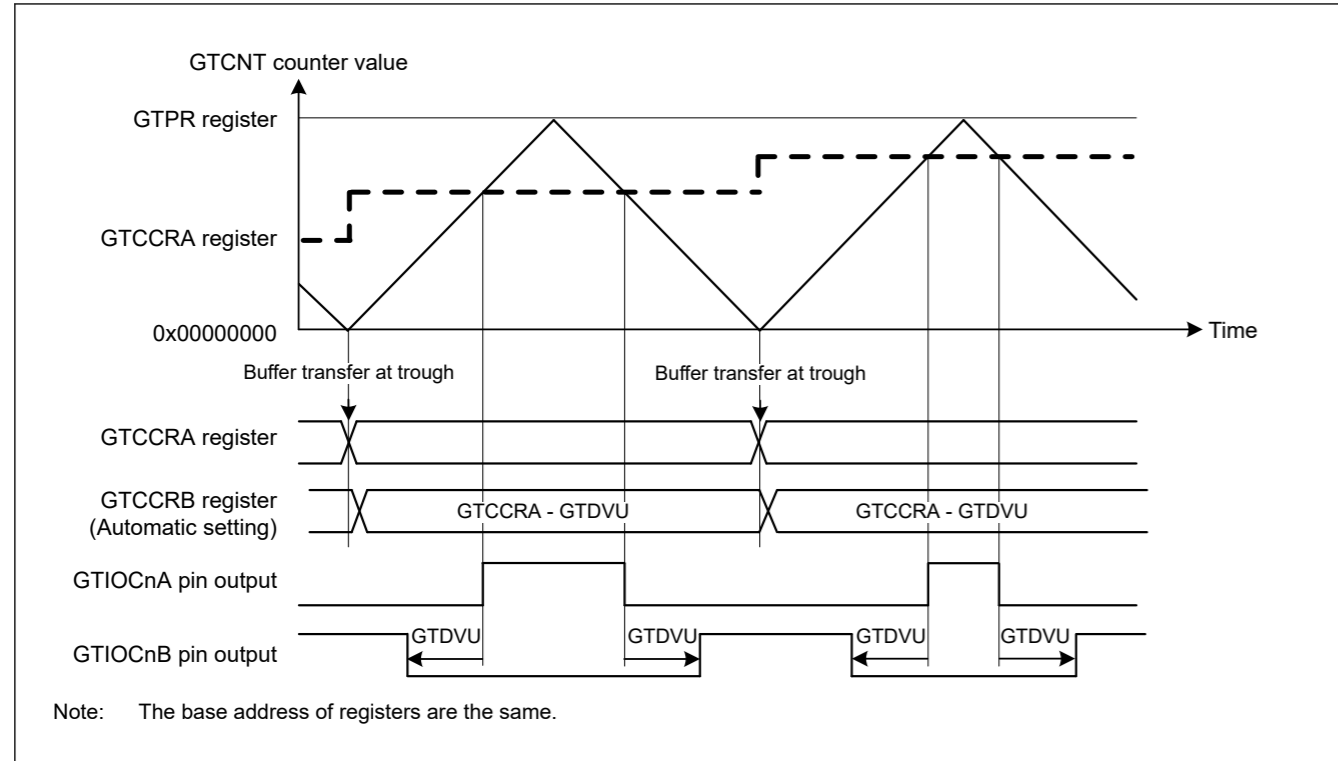 GTCNT counter value
GTPR register
GTCCRA register
0x00000000
Time
Buffer transfer at trough
Buffer transfer at trough
GTCCRA register
GTCCRB register
(Automatic setting)
GTCCRA - GTDVU
GTCCRA - GTDVU
GTIOCnA pin output
GTIOCnB pin output
GTDVU
GTDVU
GTDVU
GTDVU
Note: The base address of registers are the same.